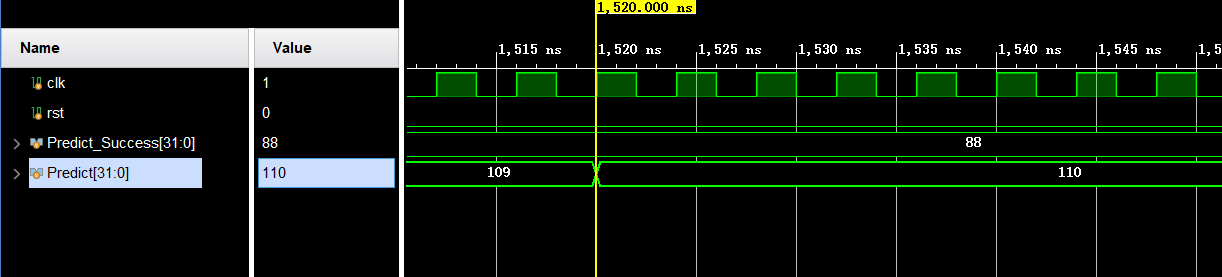 1,520.000 ns
Name Value
1,515 ns 1,520 ns 1,525 ns 1,530 ns 1,535 ns 1,540 ns 1,545 ns
clk 1
rst 0
Predict_Success[31:0] 88 88
Predict[31:0] 110 109 110